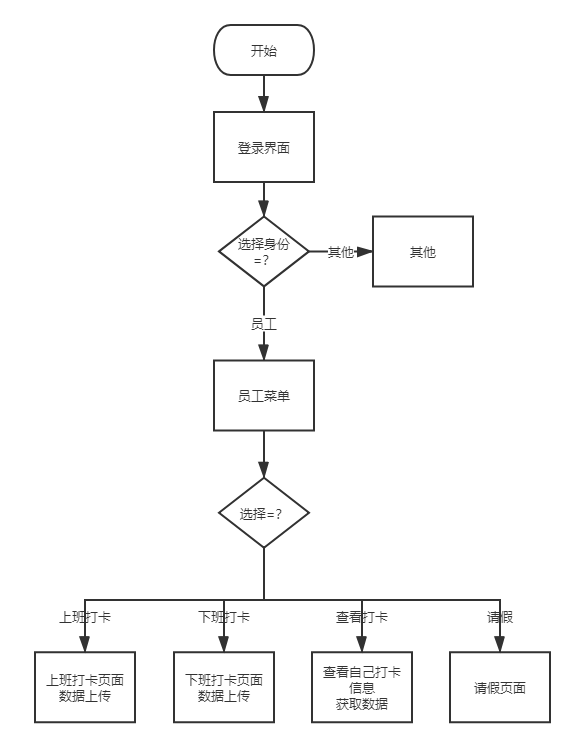 开始
登录界面
选择身份
=?
其他
其他
员工
员工菜单
选择=?
上班打卡
下班打卡
查看打卡
请假
上班打卡页面
数据上传
下班打卡页面
数据上传
查看自己打卡
信息
获取数据
请假页面